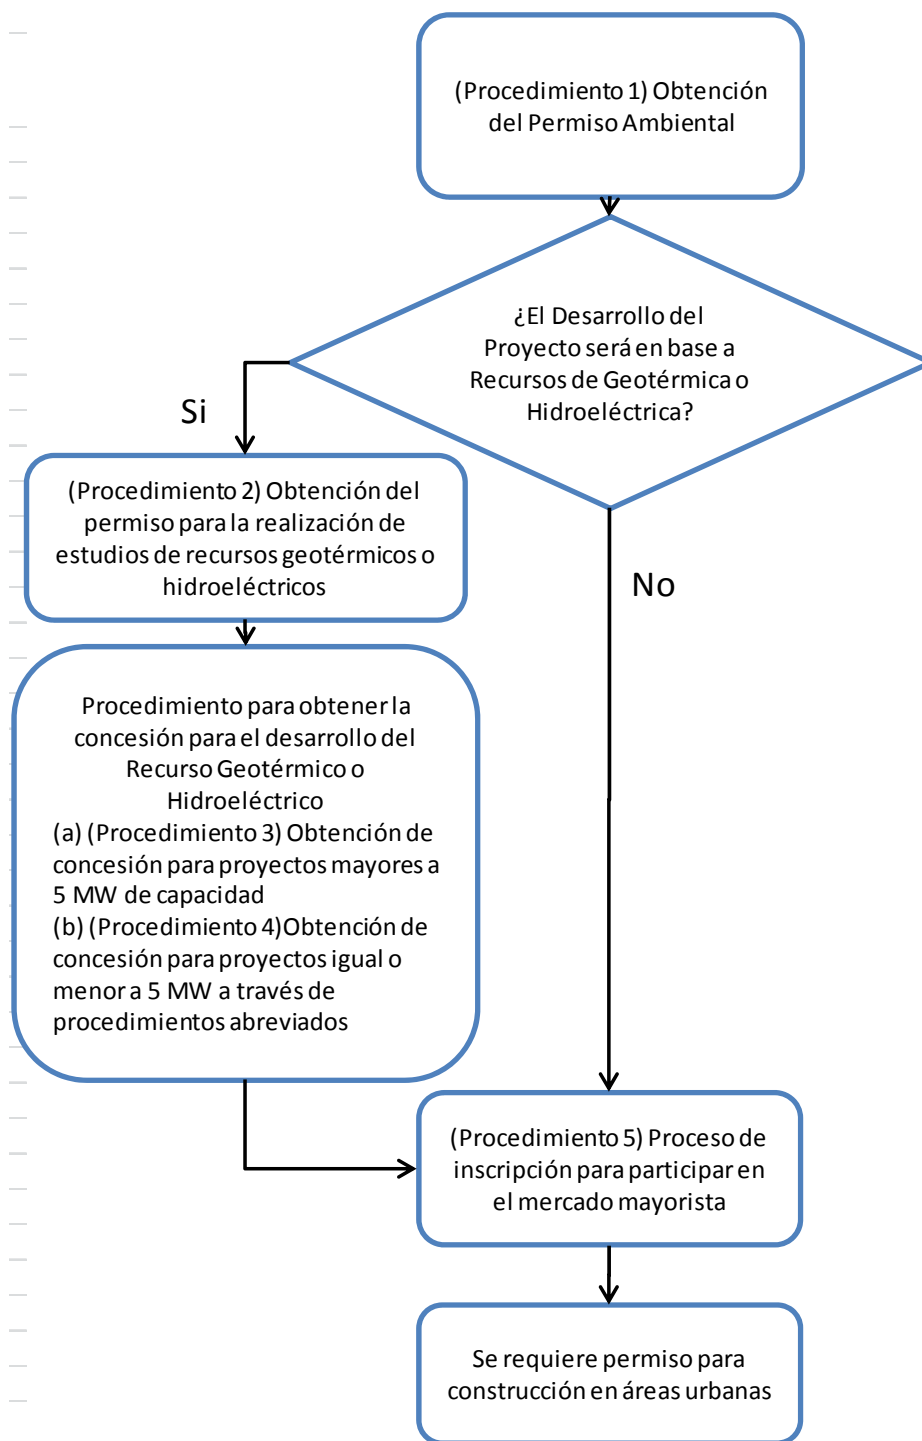 (Procedimiento 1) Obtención
del Permiso Ambiental
¿El Desarrollo del
Proyecto será en base a
Recursos de Geotérmica o
Hidroeléctrica?
Si
(Procedimiento 2) Obtención del
permiso para la realización de
estudios de recursos geotérmicos o
hidroeléctricos
No
Procedimiento para obtener la
concesión para el desarrollo del
Recurso Geotérmico o
Hidroeléctrico
(a) (Procedimiento 3) Obtención de
concesión para proyectos mayores a
5 MW de capacidad
(b) (Procedimiento 4)Obtención de
concesión para proyectos igual o
menor a 5 MW a través de
procedimientos abreviados
(Procedimiento 5) Proceso de
inscripción para participar en
el mercado mayorista
Se requiere permiso para
construcción en áreas urbanas